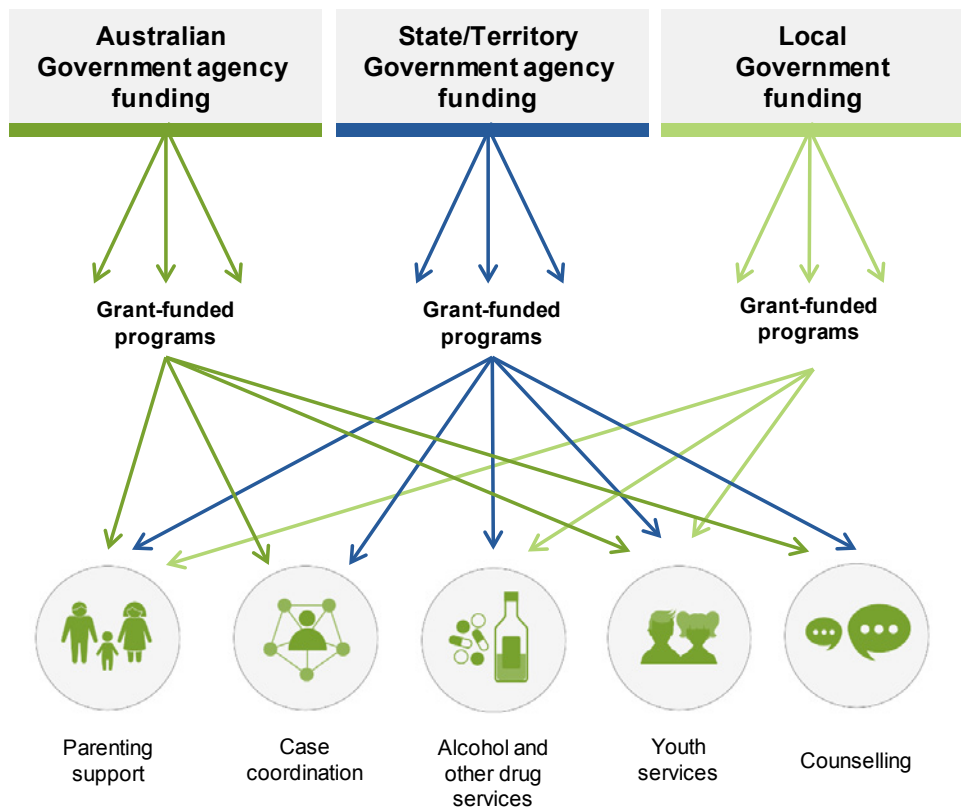 Australian
Government agency
funding
State/Territory
Government agency
funding
Local
Government
funding
Grant-funded
programs
Grant-funded
programs
Grant-funded
programs
Parenting
support
Case
coordination
Alcohol and
other drug
services
Youth
services
Counselling